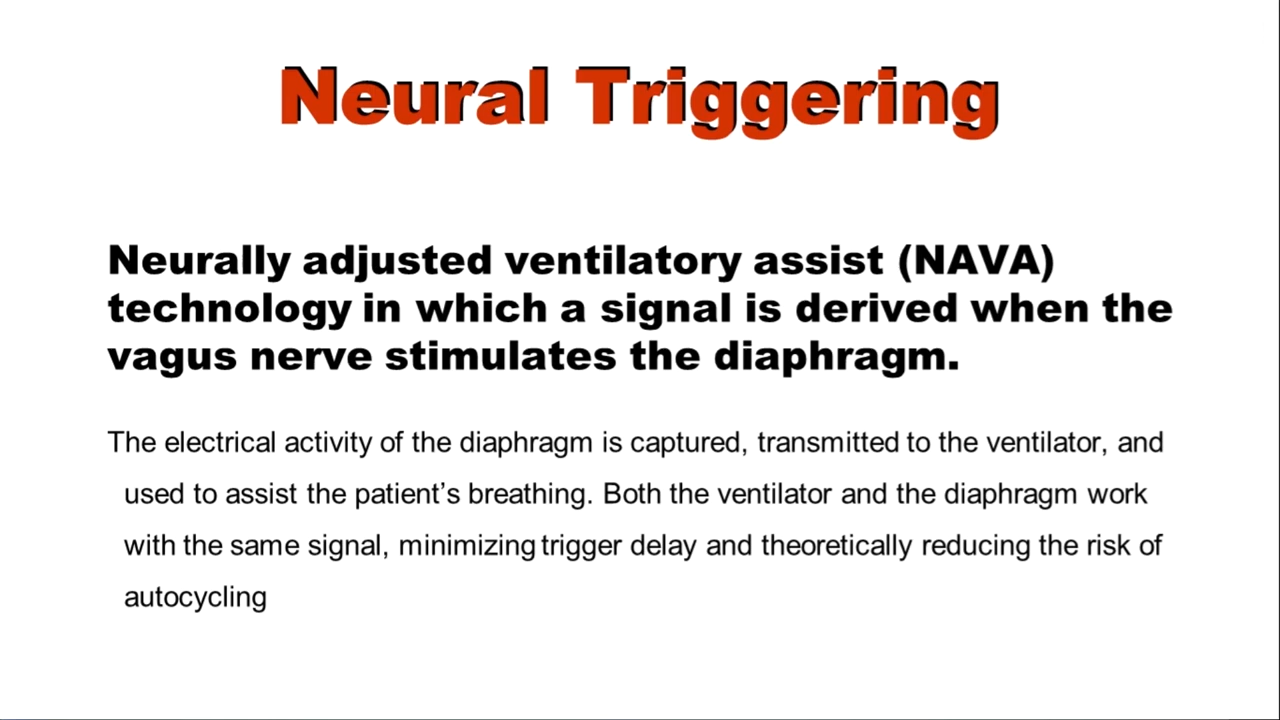 Neural Triggering
Neurally adjusted ventilatory assist (NAVA)
technology in which a signal is derived when the
vagus nerve stimulates the diaphragm.
The electrical activity of the diaphragm is captured, transmitted to the ventilator, and
used to assist the patient’s breathing. Both the ventilator and the diaphragm work
with the same signal, minimizing trigger delay and theoretically reducing the risk of
autocycling